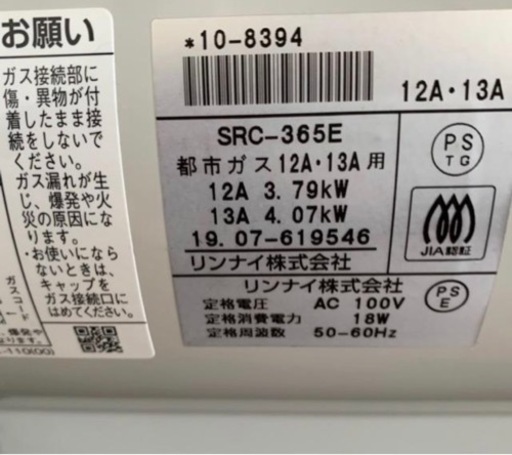 お願い
ガス接続部に
傷・異物が付
着したまま接
続をしないで
ください。
ガス漏れが生
じ、爆発や火
災の原因にな
ります。
・お使いになら
ないときは、
キャップを
ガス接続口に
はめてください。
ガスコード
-110(00)
*10-8394
12A・13A
SRC-365E
都市ガス12A・13A用
12A 3.79kW
13A 4.07kW
19.07-619546
リンナイ株式会社
PS
TG
JIA認証
リンナイ株式会社
定格電圧 AC 100V
定格消費電力 18W
定格周波数 50-60Hz
PS
E